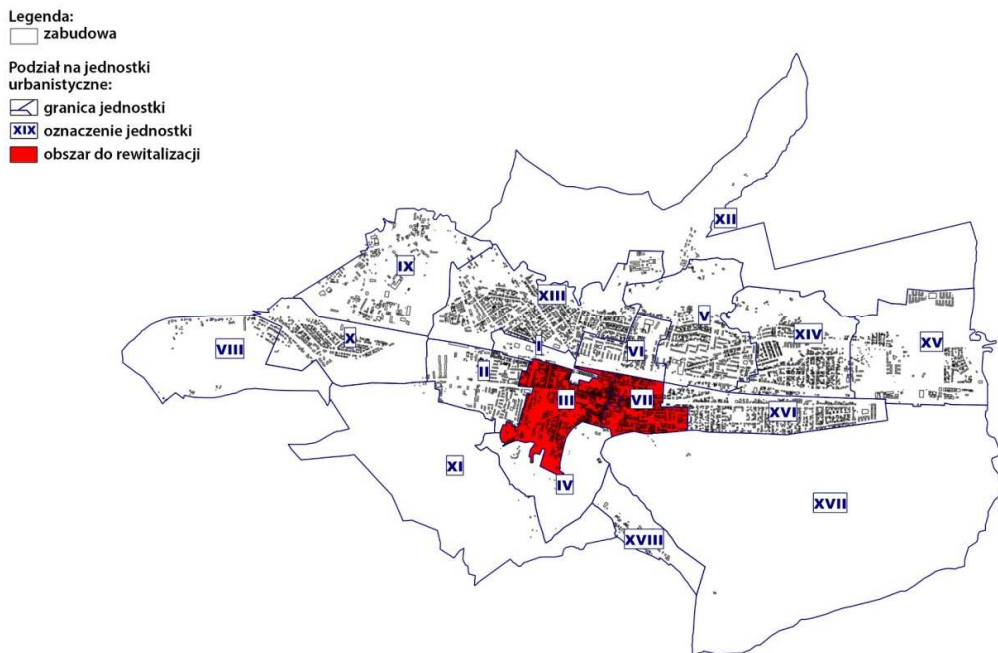 Legenda:
zabudowa
Podział na jednostki
urbanistyczne:
granica jednostki
XIX oznaczenie jednostki
obszar do rewitalizacji
XII
IX
XIII
V
XIV
I
VI
X
VIII
XV
II
III
VII
XVI
XI
IV
XVII
XVIII